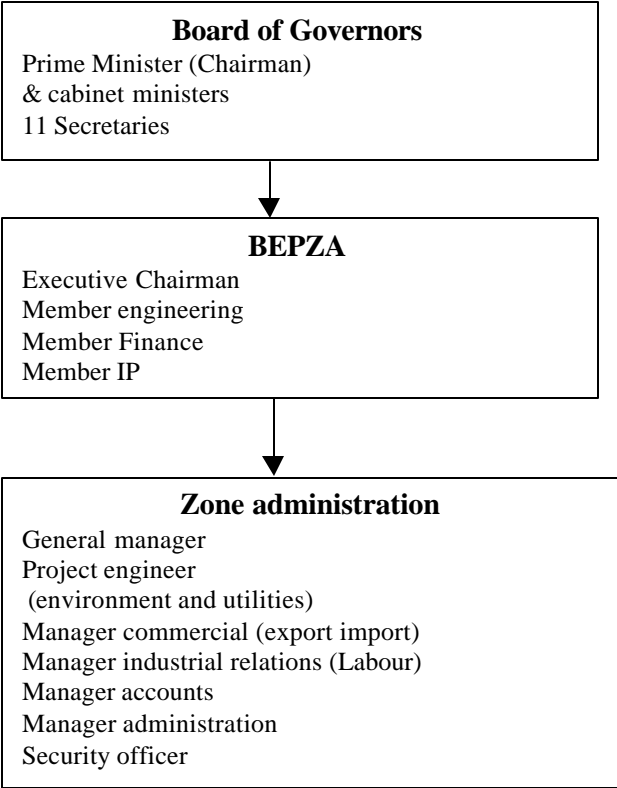 Board of Governors
Prime Minister (Chairman)
& cabinet ministers
11 Secretaries
BEPZA
Executive Chairman
Member engineering
Member Finance
Member IP
Zone administration
General manager
Project engineer
(environment and utilities)
Manager commercial (export import)
Manager industrial relations (Labour)
Manager accounts
Manager administration
Security officer